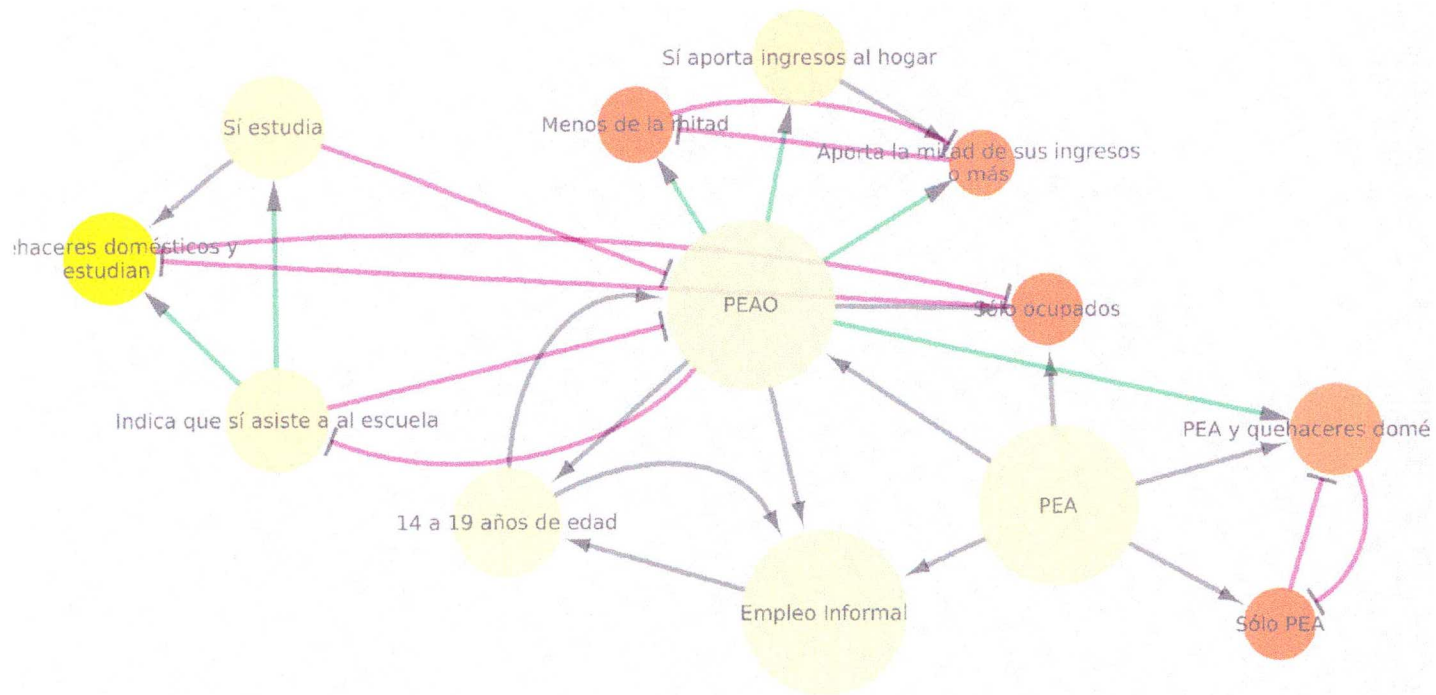 Sí aporta ingresos al hogar
Sí estudia
Menos de la mitad
Aporta la mitad de sus ingresos
o más
ehaceres domésticos y
estudian
PEAO
Sólo ocupados
Indica que sí asiste a al escuela
PEA y quehaceres domé
14 a 19 años de edad
PEA
Empleo Informal
Sólo PEA